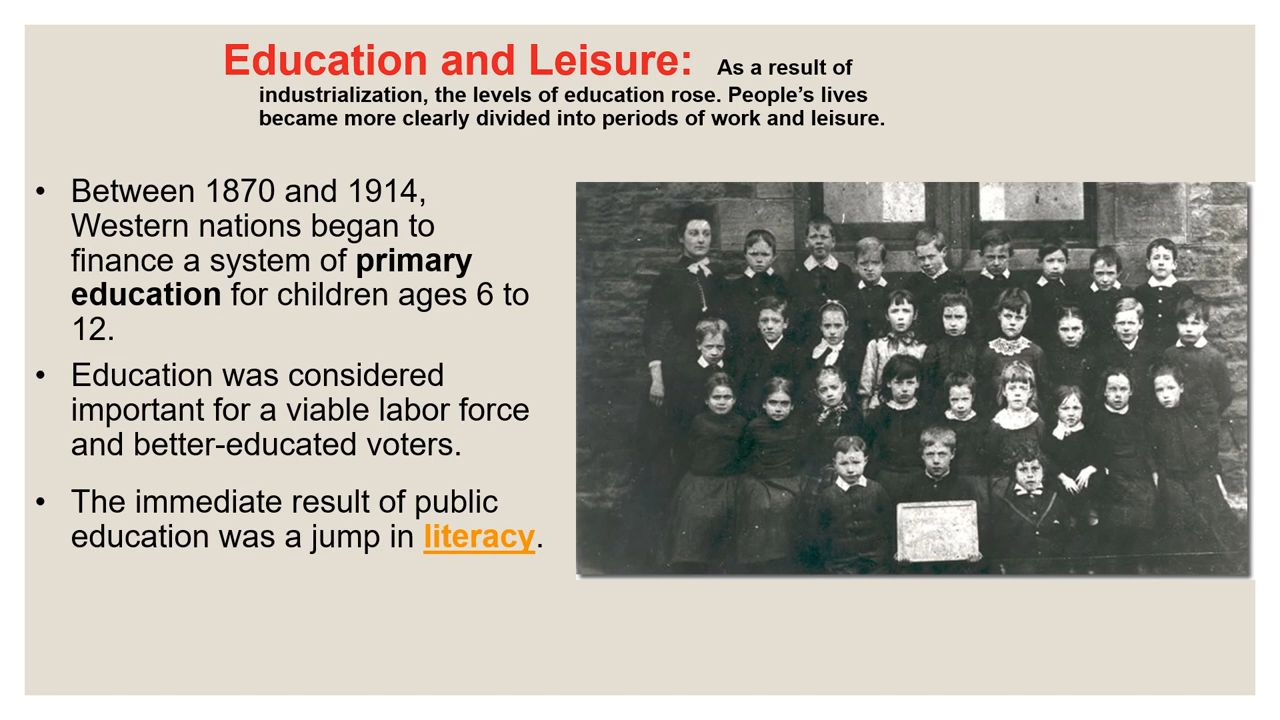 Education and Leisure: As a result of
industrialization, the levels of education rose. People’s lives
became more clearly divided into periods of work and leisure.
• Between 1870 and 1914,
Western nations began to
finance a system of primary
education for children ages 6 to
12.
• Education was considered
important for a viable labor force
and better-educated voters.
• The immediate result of public
education was a jump in literacy.